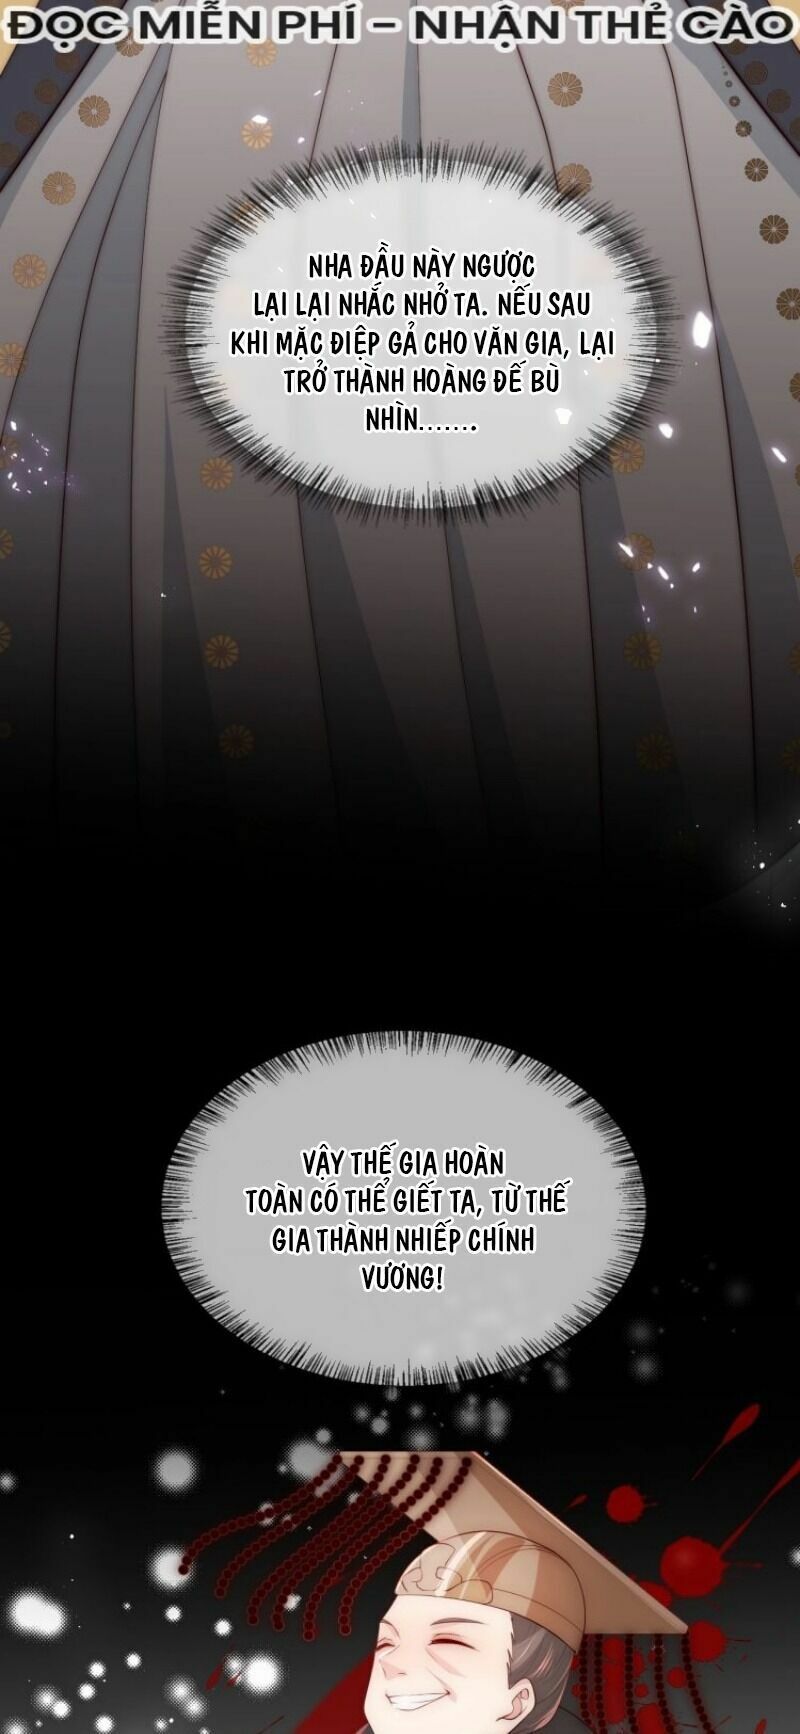 ĐỌC MIỄN PHÍ - NHẬN THẺ CÀO
NHA ĐẦU NÀY NGƯỢC
LẠI LẠI NHẮC NHỞ TA. NẾU SAU
KHI MẶC ĐIỆP GẢ CHO VĂN GIA, LẠI
TRỞ THÀNH HOÀNG ĐẾ BÙ
NHÌN.......
VẬY THẾ GIA HOÀN
TOÀN CÓ THỂ GIẾT TA, TỪ THẾ
GIA THÀNH NHIẾP CHÍNH
VƯƠNG!